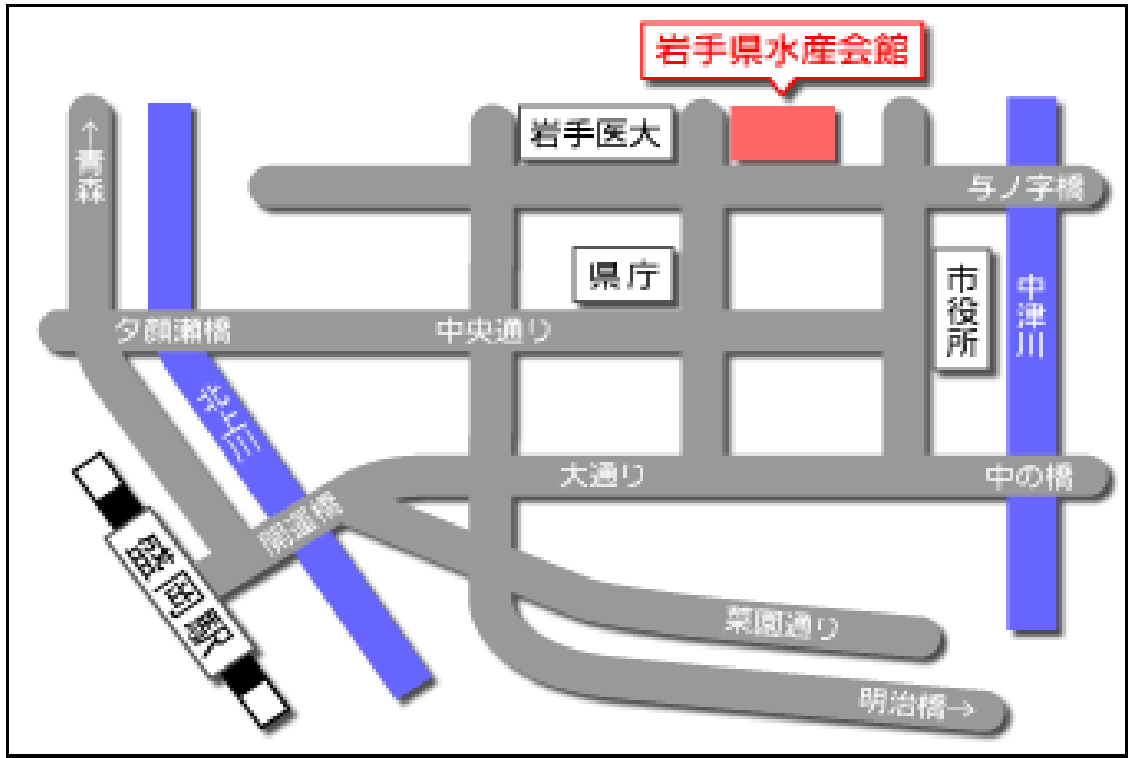 岩手県水産会館
岩手医大
↑青森
与ノ字橋
県庁
市役所
中津川
夕顔瀬橋
中央通り
北上川
大通り
中の橋
開運橋
盛岡駅
菜園通り
明治橋→